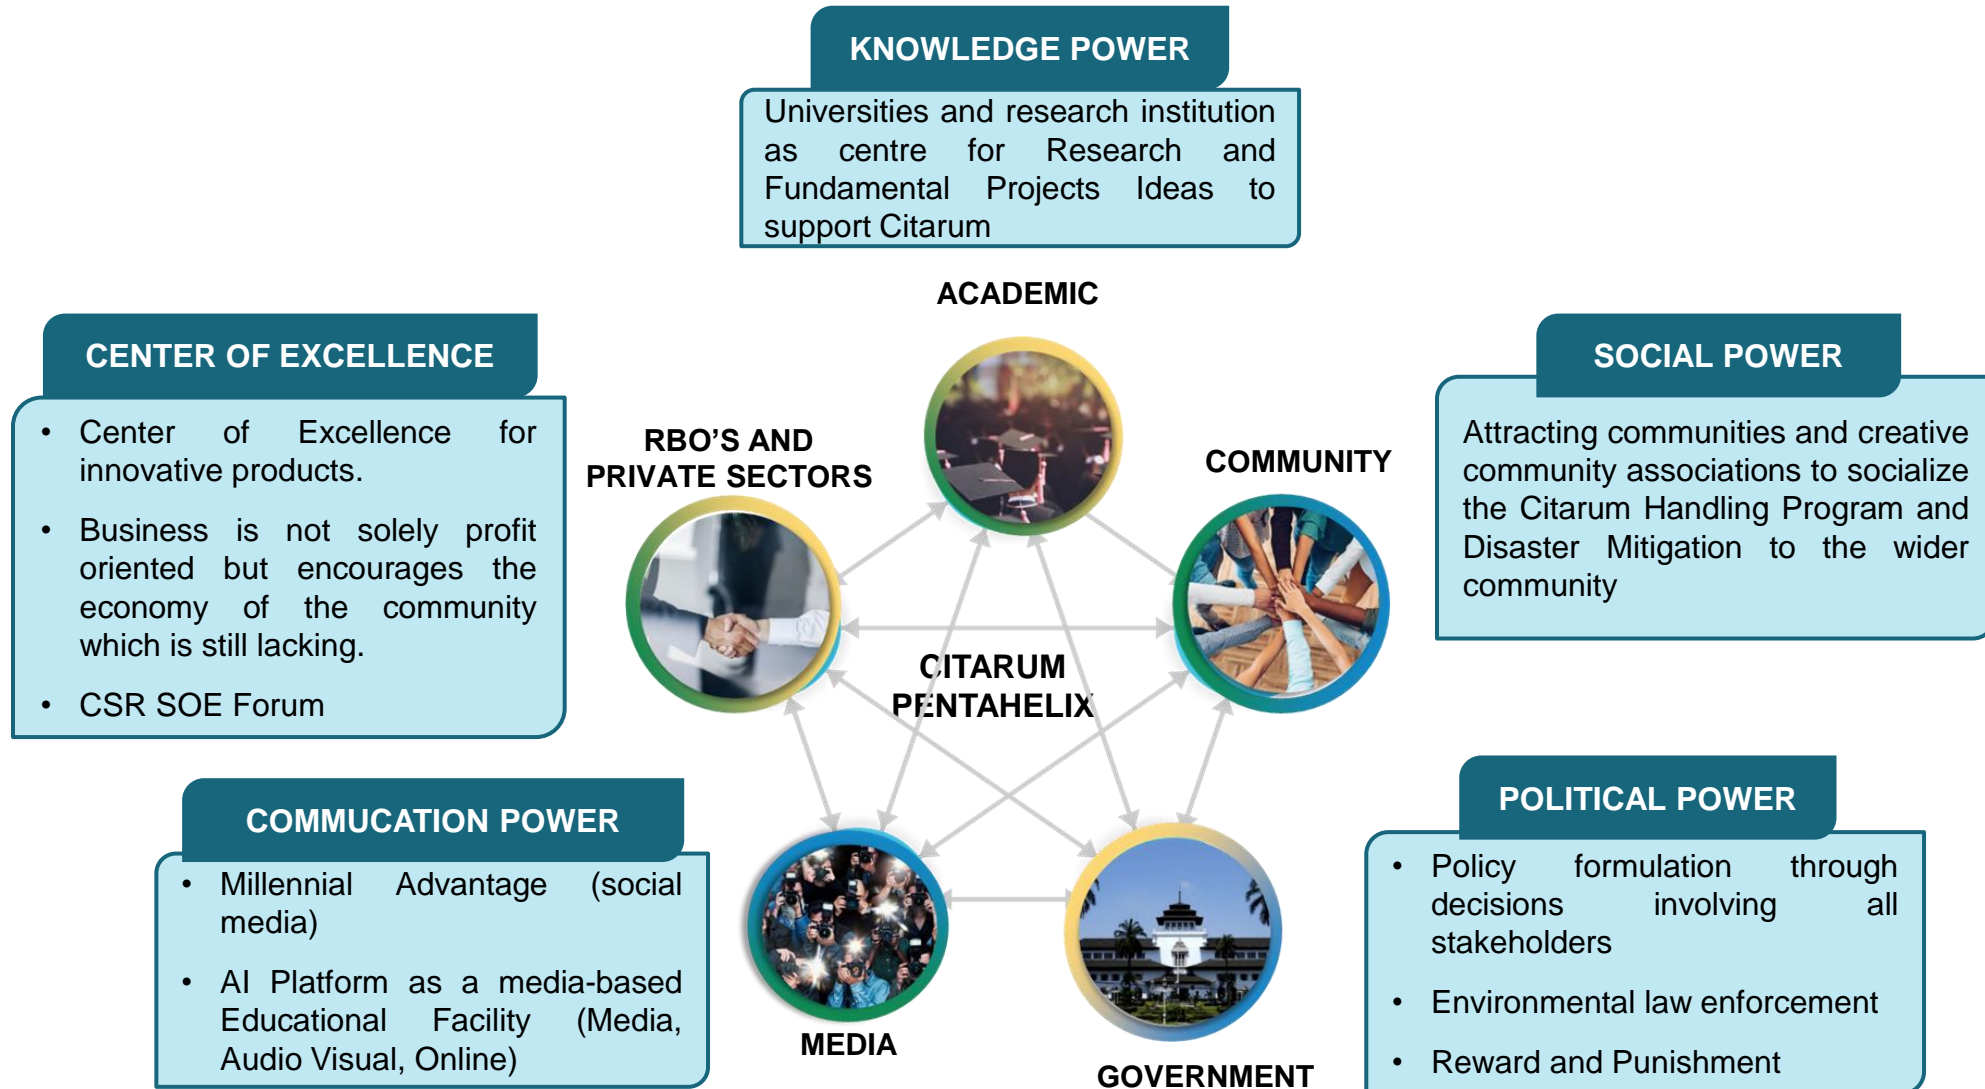 KNOWLEDGE POWER
Universities and research institution
as centre for Research and
Fundamental Projects Ideas to
support Citarum
ACADEMIC
CENTER OF EXCELLENCE
• Center of Excellence for
innovative products.
• Business is not solely profit
oriented but encourages the
economy of the community
which is still lacking.
• CSR SOE Forum
RBO’S AND
PRIVATE SECTORS
COMMUNITY
SOCIAL POWER
Attracting communities and creative
community associations to socialize
the Citarum Handling Program and
Disaster Mitigation to the wider
community
CITARUM
PENTAHELIX
COMMUCATION POWER
• Millennial Advantage (social
media)
• AI Platform as a media-based
Educational Facility (Media,
Audio Visual, Online)
MEDIA
GOVERNMENT
POLITICAL POWER
• Policy formulation through
decisions involving all
stakeholders
• Environmental law enforcement
• Reward and Punishment